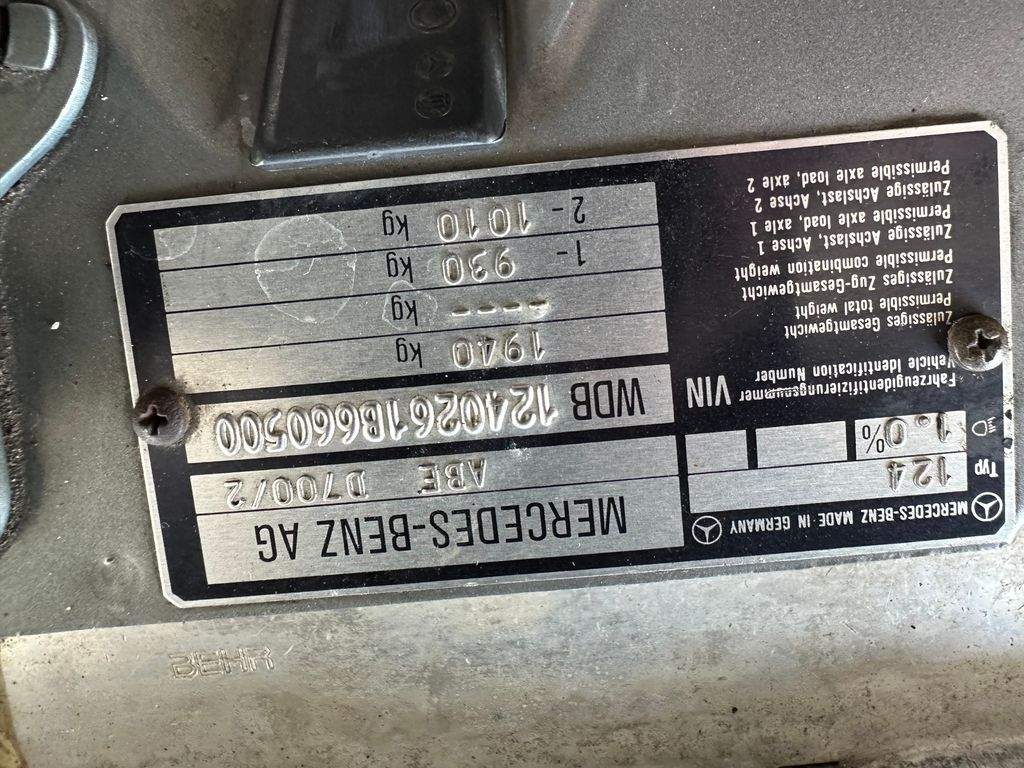 MERCEDES-BENZ MADE IN GERMANY
MERCEDES-BENZ AG
Typ 124
ABE D700/2
1.0%
Fahrzeugidentifizierungsnummer
Vehicle Identification Number
VIN
WDB 1240261B660500
Zulässiges Gesamtgewicht
Permissible total weight
1940 kg
Zulässiges Zug-Gesamtgewicht
Permissible combination weight
---- kg
Zulässige Achslast, Achse 1
Permissible axle load, axle 1
1- 930 kg
Zulässige Achslast, Achse 2
Permissible axle load, axle 2
2- 1010 kg
BEHR